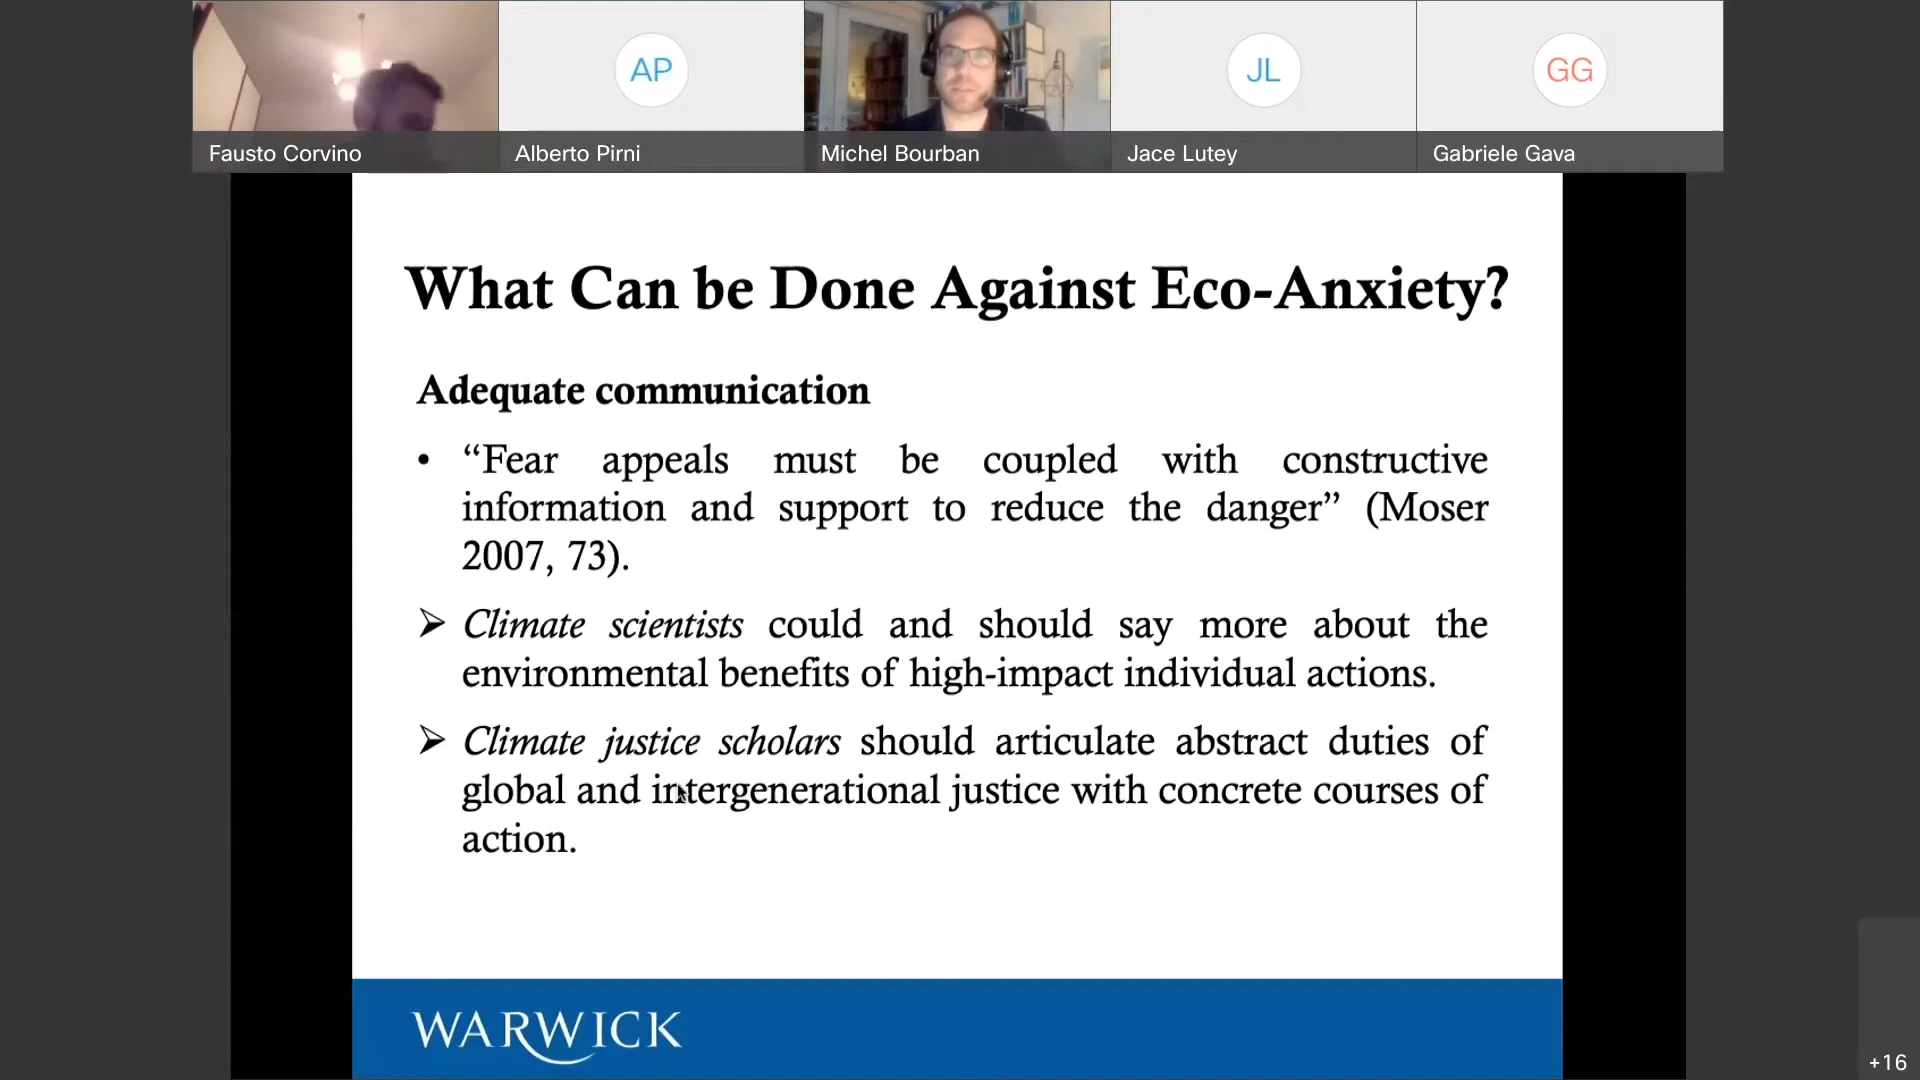 AP
JL
GG
Fausto Corvino
Alberto Pirni
Michel Bourban
Jace Lutey
Gabriele Gava
What Can be Done Against Eco-Anxiety?
Adequate communication
• “Fear appeals must be coupled with constructive
information and support to reduce the danger” (Moser
2007, 73).
➢ Climate scientists could and should say more about the
environmental benefits of high-impact individual actions.
➢ Climate justice scholars should articulate abstract duties of
global and intergenerational justice with concrete courses of
action.
WARWICK
+16